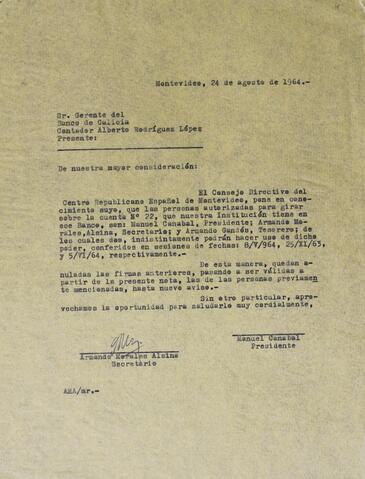 Montevideo, 24 de agosto de 1964.-
Sr. Gerente del
Banco de Galicia
Contador Alberto Rodríguez López
Presente:
De nuestra mayor consideración:
El Consejo Directivo del
Centro Republicano Español de Montevideo, pone en cono-
cimiento suyo, que las personas autorizadas para girar
sobre la cuenta Nº 22, que nuestra Institución tiene en
ese Banco, son: Manuel Canabal, Presidente; Armando Mo-
rales Alcina, Secretario; y Armando Gandós, Tesorero; de
los cuales dos, indistintamente podrán hacer uso de dicho
poder, conferidos en sesiones de fechas: 8/V/964, 25/XI/63,
y 5/VI/64, respectivamente.-
De esta manera, quedan a-
nuladas las firmas anteriores, pasando a ser válidas a
partir de la presente nota, las de las personas previamen
te mencionadas, hasta nuevo aviso.-
Sin otro particular, apro-
vechamos la oportunidad para saludarlo muy cordialmente,
Armando Morales Alcina
Secretario
Manuel Canabal
Presidente
AMA/mr.-